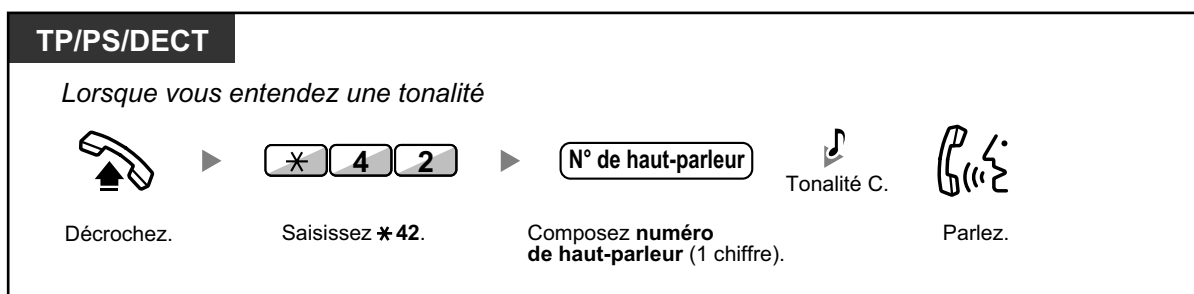 TP/PS/DECT
Lorsque vous entendez une tonalité
* 4 2
N° de haut-parleur
Tonalité C.
Décrochez.
Saisissez * 42.
Composez numéro
de haut-parleur (1 chiffre).
Parlez.